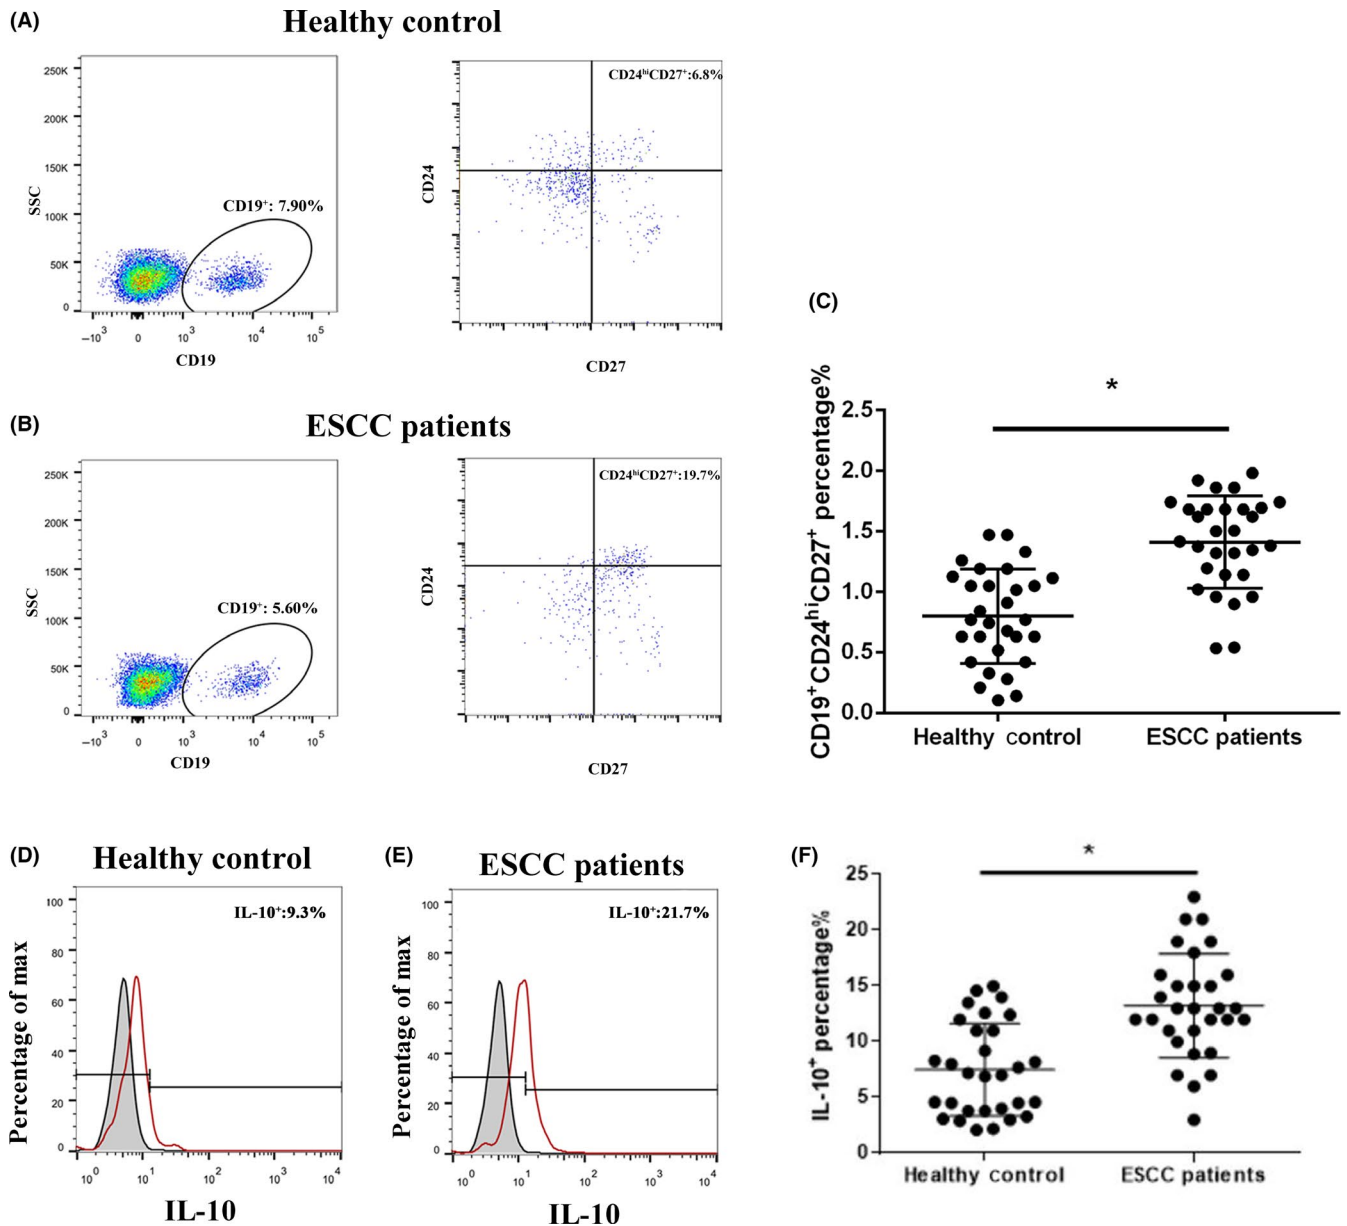 (A)
Healthy control
250K
200K
150K
100K
50K
0
SSC
CD19⁺: 7.90%
–10³ 0 10³ 10⁴ 10⁵
CD19
CD24ʰⁱCD27⁺:6.8%
CD24
CD27
(B)
ESCC patients
250K
200K
150K
100K
50K
0
SSC
CD19⁺: 5.60%
–10³ 0 10³ 10⁴ 10⁵
CD19
CD24ʰⁱCD27⁺:19.7%
CD24
CD27
(C)
*
CD19⁺CD24ʰⁱCD27⁺ percentage%
2.5
2.0
1.5
1.0
0.5
0.0
Healthy control ESCC patients
(D)
Healthy control
IL-10⁺:9.3%
Percentage of max
100
80
60
40
20
0
10⁰ 10¹ 10² 10³ 10⁴
IL-10
(E)
ESCC patients
IL-10⁺:21.7%
Percentage of max
100
80
60
40
20
0
10⁰ 10¹ 10² 10³ 10⁴
IL-10
(F)
*
IL-10⁺ percentage%
25
20
15
10
5
0
Healthy control ESCC patients